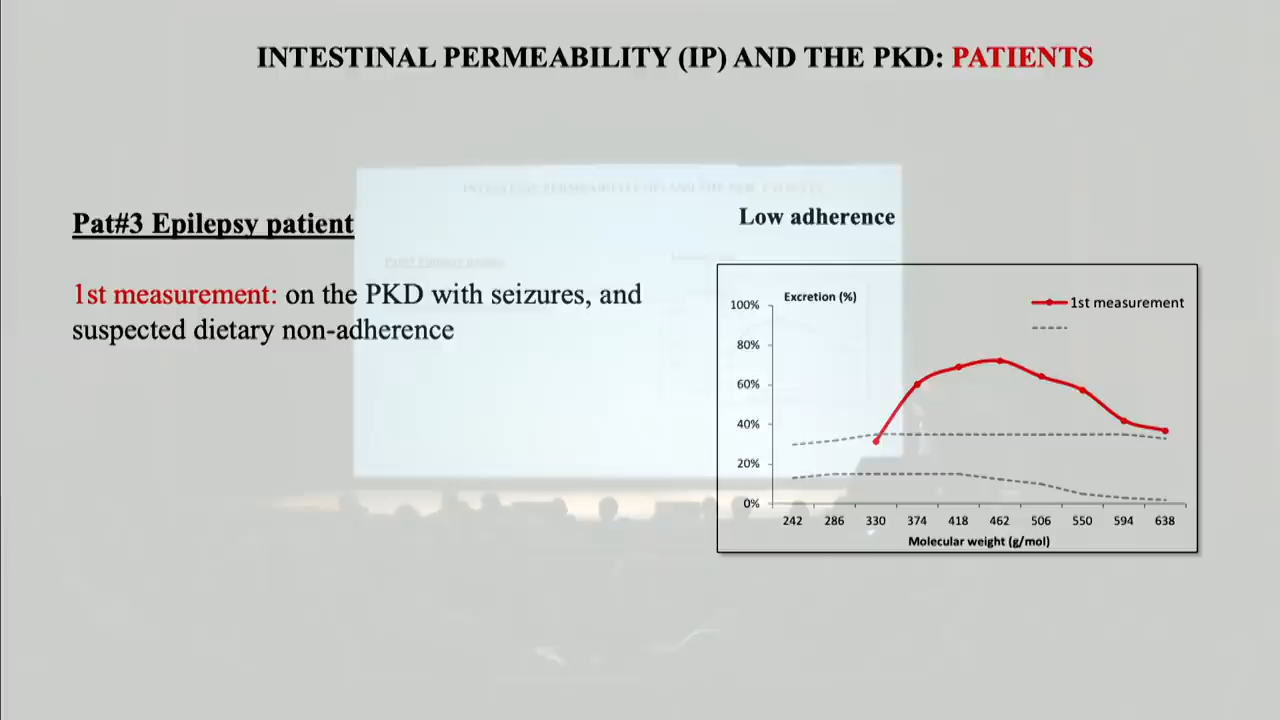 INTESTINAL PERMEABILITY (IP) AND THE PKD: PATIENTS
Pat#3 Epilepsy patient
1st measurement: on the PKD with seizures, and
suspected dietary non-adherence
Low adherence
Excretion (%)
1st measurement
100%
80%
60%
40%
20%
0%
242 286 330 374 418 462 506 550 594 638
Molecular weight (g/mol)